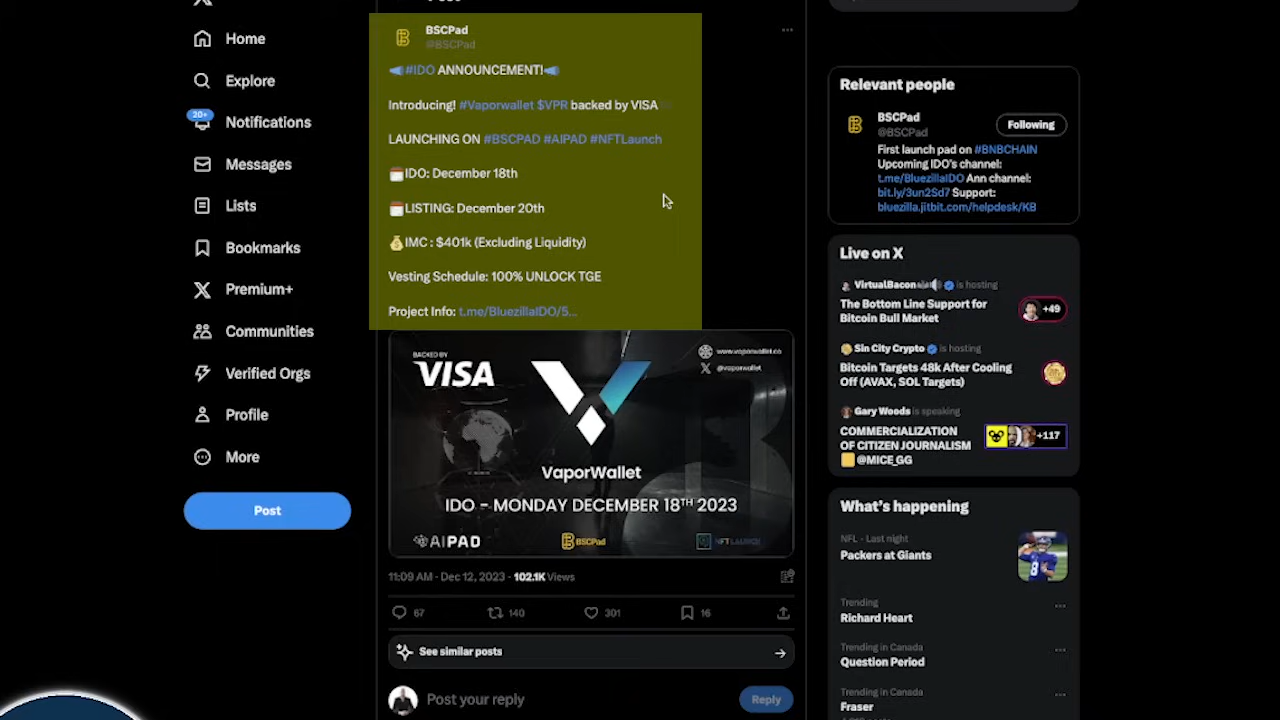 Home
Explore
20+
Notifications
Messages
Lists
Bookmarks
Premium+
Communities
Verified Orgs
Profile
More
Post
BSCPad
@BSCPad
#IDO ANNOUNCEMENT!
Introducing! #Vaporwallet $VPR backed by VISA
LAUNCHING ON #BSCPAD #AIPAD #NFTLaunch
IDO: December 18th
LISTING: December 20th
IMC : $401k (Excluding Liquidity)
Vesting Schedule: 100% UNLOCK TGE
Project Info: t.me/BluezillaIDO/5...
BACKED BY
VISA
www.vaporwallet.co
@vaporwallet
VaporWallet
IDO - MONDAY DECEMBER 18TH 2023
AIPAD
BSCPad
NFTLAUNCH
11:09 AM · Dec 12, 2023 · 102.1K Views
67 140 301 16
See similar posts
Post your reply
Reply
Relevant people
BSCPad
@BSCPad
Following
First launch pad on #BNBCHAIN
Upcoming IDO's channel:
t.me/BluezillaIDO Ann channel:
bit.ly/3un2Sd7 Support:
bluezilla.jitbit.com/helpdesk/KB
Live on X
VirtualBacon is hosting
The Bottom Line Support for
Bitcoin Bull Market
+49
Sin City Crypto is hosting
Bitcoin Targets 48k After Cooling
Off (AVAX, SOL Targets)
Gary Woods is speaking
COMMERCIALIZATION
OF CITIZEN JOURNALISM
@MICE_GG
+117
What's happening
NFL · Last night
Packers at Giants
Trending
Richard Heart
Trending in Canada
Question Period
Trending in Canada
Fraser